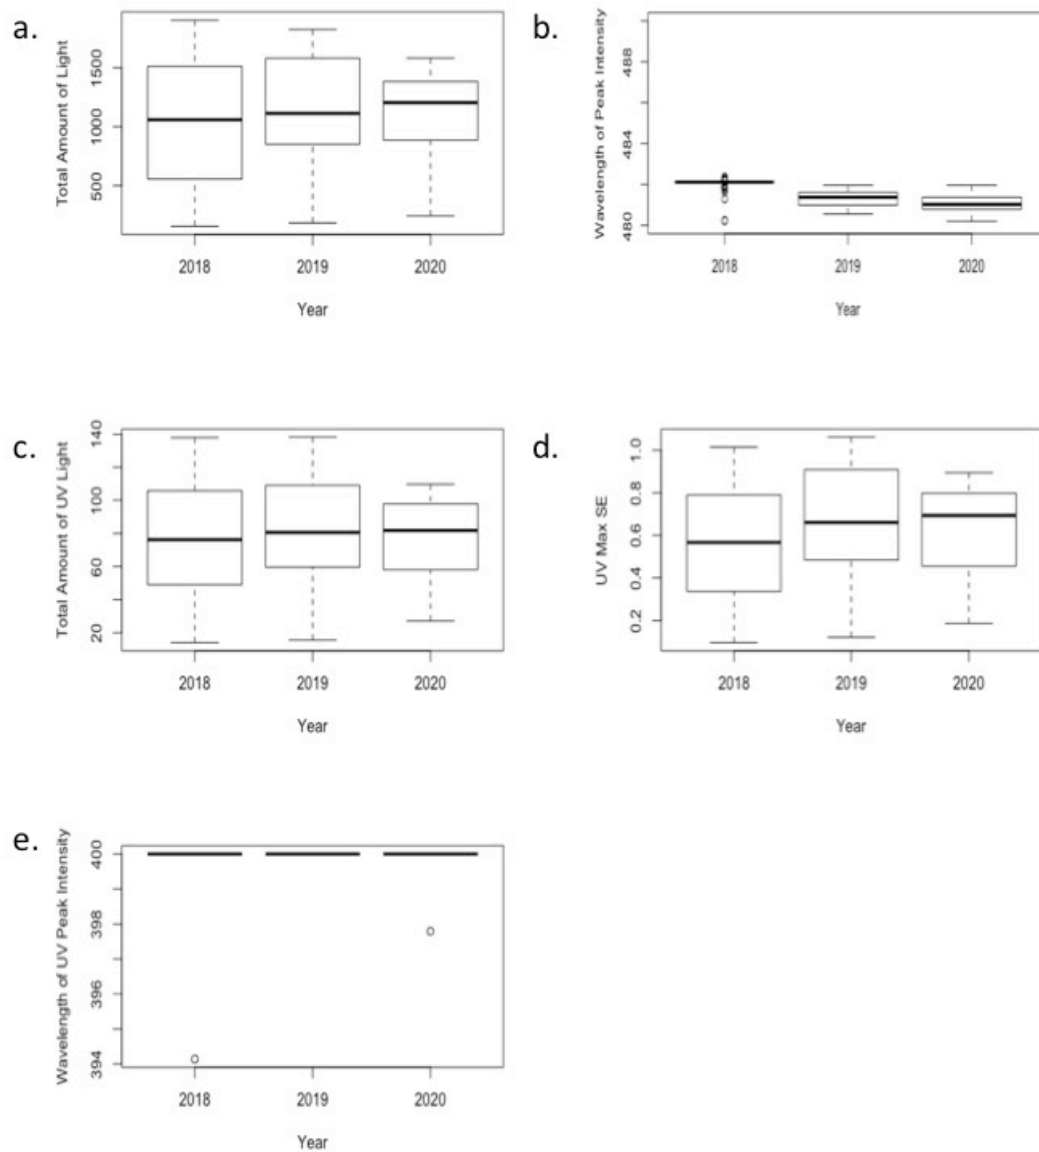 a.
Total Amount of Light
1500
1000
500
2018 2019 2020
Year
b.
Wavelength of Peak Intensity
488
484
480
2018 2019 2020
Year
c.
Total Amount of UV Light
140
100
60
20
2018 2019 2020
Year
d.
UV Max SE
1.0
0.8
0.6
0.4
0.2
2018 2019 2020
Year
e.
Wavelength of UV Peak Intensity
400
398
396
394
2018 2019 2020
Year